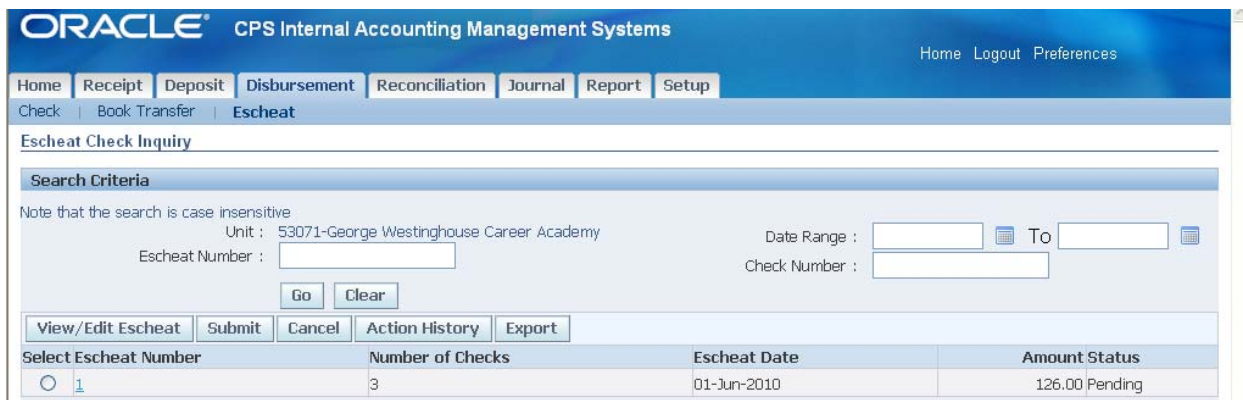 ORACLE® CPS Internal Accounting Management Systems
Home Logout Preferences
Home Receipt Deposit Disbursement Reconciliation Journal Report Setup
Check | Book Transfer | Escheat
Escheat Check Inquiry
Search Criteria
Note that the search is case insensitive
Unit : 53071-George Westinghouse Career Academy
Date Range : To
Escheat Number :
Check Number :
Go Clear
View/Edit Escheat Submit Cancel Action History Export
Select Escheat Number Number of Checks Escheat Date Amount Status
1 3 01-Jun-2010 126.00 Pending